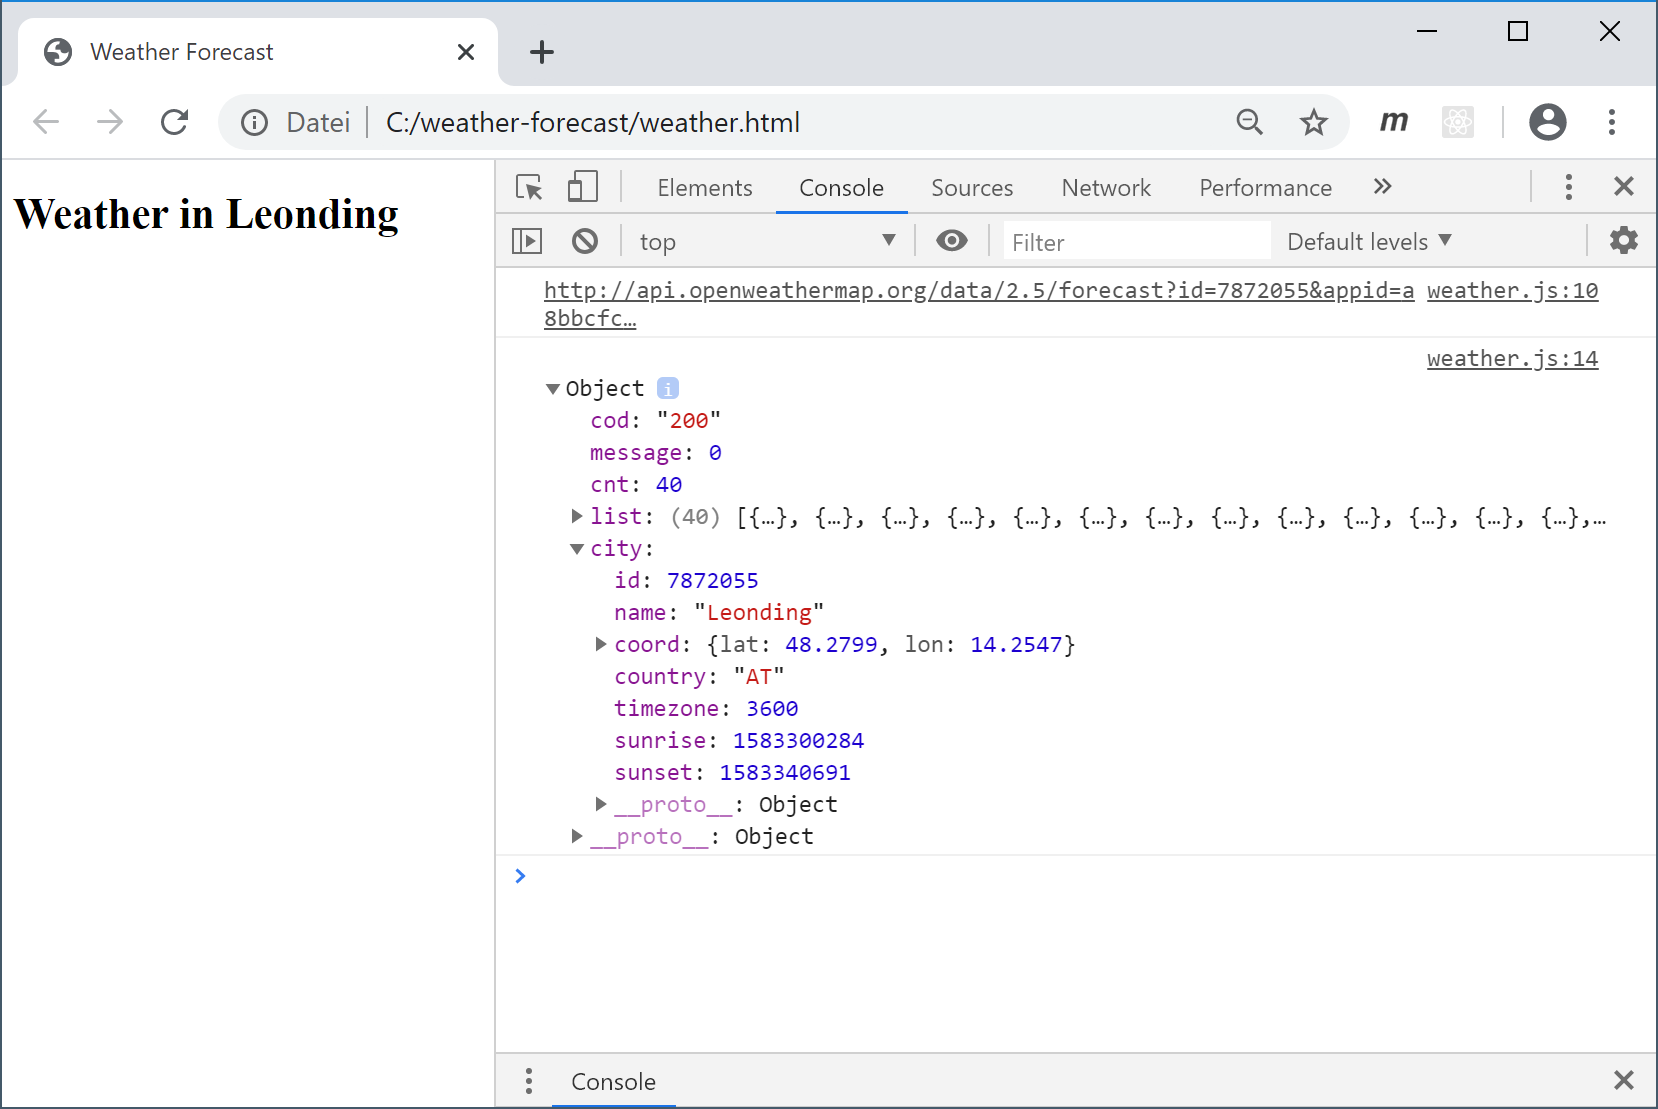 Weather Forecast
Datei C:/weather-forecast/weather.html m
Weather in Leonding
Elements Console Sources Network Performance »
top Filter Default levels
http://api.openweathermap.org/data/2.5/forecast?id=7872055&appid=a weather.js:108
8bbcfc…
weather.js:14
Object i
cod: "200"
message: 0
cnt: 40
list: (40) [{…}, {…}, {…}, {…}, {…}, {…}, {…}, {…}, {…}, {…}, {…}, {…}, {…},…
city:
id: 7872055
name: "Leonding"
coord: {lat: 48.2799, lon: 14.2547}
country: "AT"
timezone: 3600
sunrise: 1583300284
sunset: 1583340691
__proto__: Object
__proto__: Object
>
Console